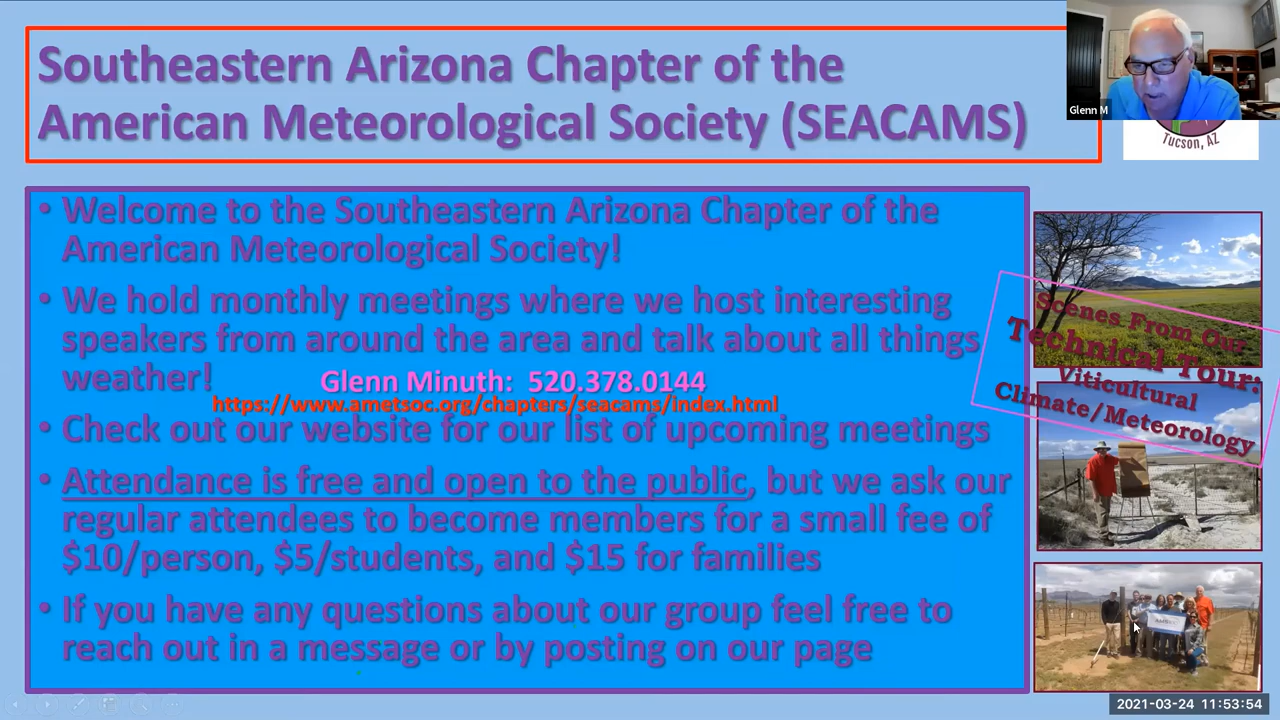 Southeastern Arizona Chapter of the
American Meteorological Society (SEACAMS)
Glenn M
Tucson, AZ
• Welcome to the Southeastern Arizona Chapter of the
American Meteorological Society!
• We hold monthly meetings where we host interesting
speakers from around the area and talk about all things
weather!
Glenn Minuth: 520.378.0144
https://www.ametsoc.org/chapters/seacams/index.html
• Check out our website for our list of upcoming meetings
• Attendance is free and open to the public, but we ask our
regular attendees to become members for a small fee of
$10/person, $5/students, and $15 for families
• If you have any questions about our group feel free to
reach out in a message or by posting on our page
Scenes From Our
Technical Tour:
Viticultural
Climate/Meteorology
2021-03-24 11:53:54